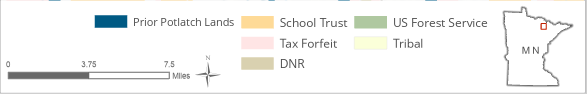 Prior Potlatch Lands
School Trust
US Forest Service
Tax Forfeit
Tribal
DNR
0 3.75 7.5
Miles
N
MN